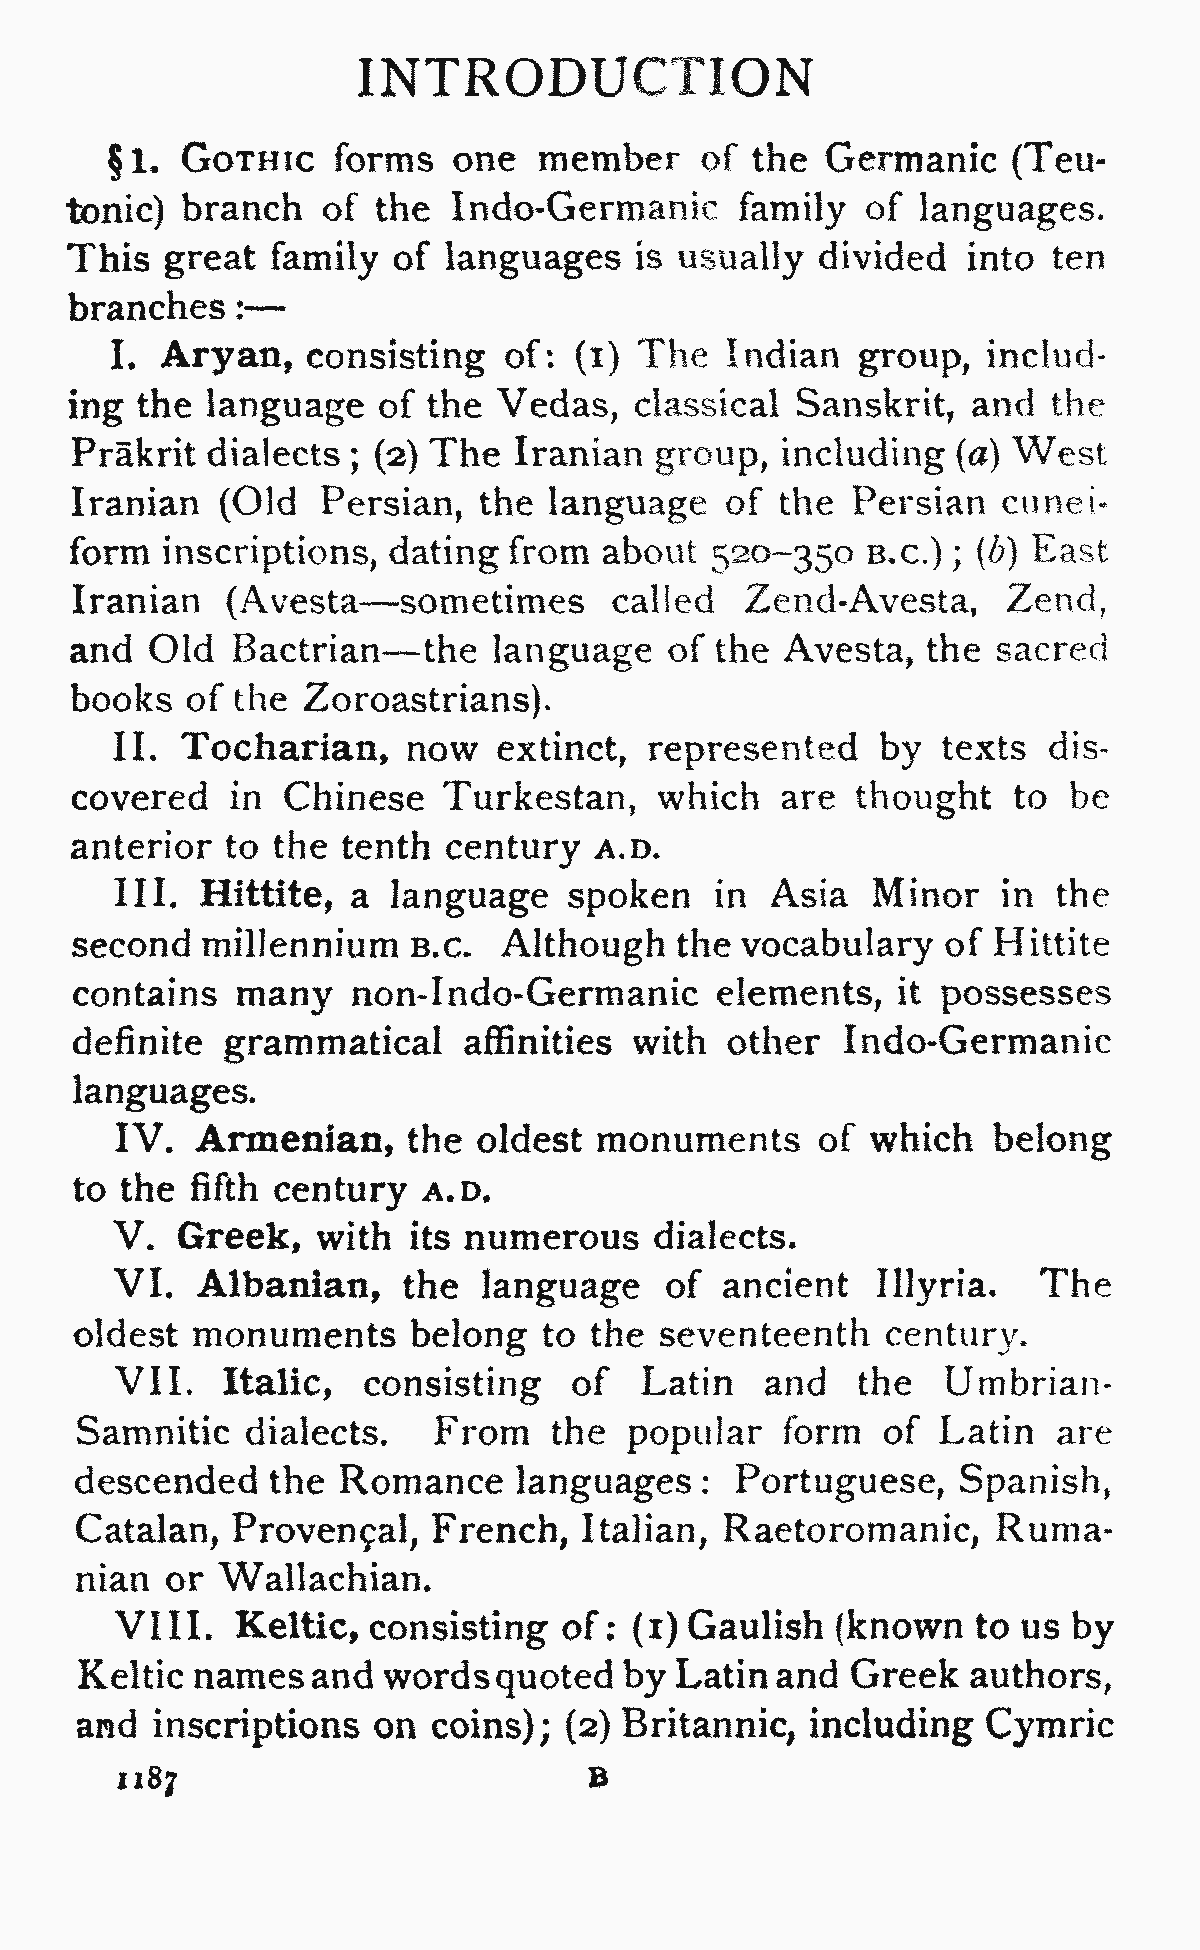 INTRODUCTION
§ 1. GOTHIC forms one member of the Germanic (Teu-
tonic) branch of the Indo-Germanic family of languages.
This great family of languages is usually divided into ten
branches :—
I. Aryan, consisting of: (1) The Indian group, includ-
ing the language of the Vedas, classical Sanskrit, and the
Prākrit dialects ; (2) The Iranian group, including (a) West
Iranian (Old Persian, the language of the Persian cunei-
form inscriptions, dating from about 520–350 B.C.) ; (b) East
Iranian (Avesta—sometimes called Zend-Avesta, Zend,
and Old Bactrian—the language of the Avesta, the sacred
books of the Zoroastrians).
II. Tocharian, now extinct, represented by texts dis-
covered in Chinese Turkestan, which are thought to be
anterior to the tenth century A.D.
III. Hittite, a language spoken in Asia Minor in the
second millennium B.C. Although the vocabulary of Hittite
contains many non-Indo-Germanic elements, it possesses
definite grammatical affinities with other Indo-Germanic
languages.
IV. Armenian, the oldest monuments of which belong
to the fifth century A.D.
V. Greek, with its numerous dialects.
VI. Albanian, the language of ancient Illyria. The
oldest monuments belong to the seventeenth century.
VII. Italic, consisting of Latin and the Umbrian-
Samnitic dialects. From the popular form of Latin are
descended the Romance languages : Portuguese, Spanish,
Catalan, Provençal, French, Italian, Raetoromanic, Ruma-
nian or Wallachian.
VIII. Keltic, consisting of : (1) Gaulish (known to us by
Keltic names and words quoted by Latin and Greek authors,
and inscriptions on coins); (2) Britannic, including Cymric
1187 B